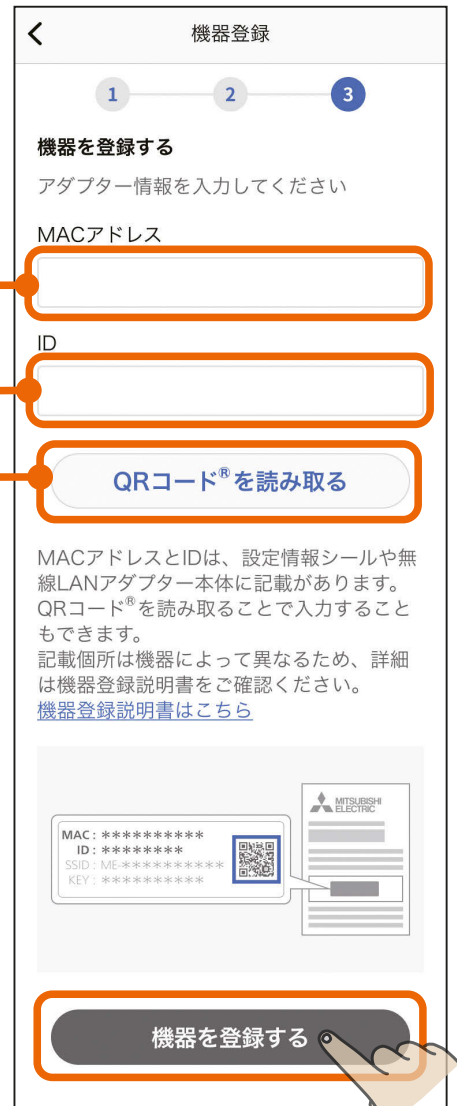 機器登録
1 2 3
機器を登録する
アダプター情報を入力してください
MACアドレス
ID
QRコード®を読み取る
MACアドレスとIDは、設定情報シールや無
線LANアダプター本体に記載があります。
QRコード®を読み取ることで入力すること
もできます。
記載個所は機器によって異なるため、詳細
は機器登録説明書をご確認ください。
機器登録説明書はこちら
MITSUBISHI
ELECTRIC
MAC: **********
ID: ********
SSID: ME-**********
KEY: **********
機器を登録する